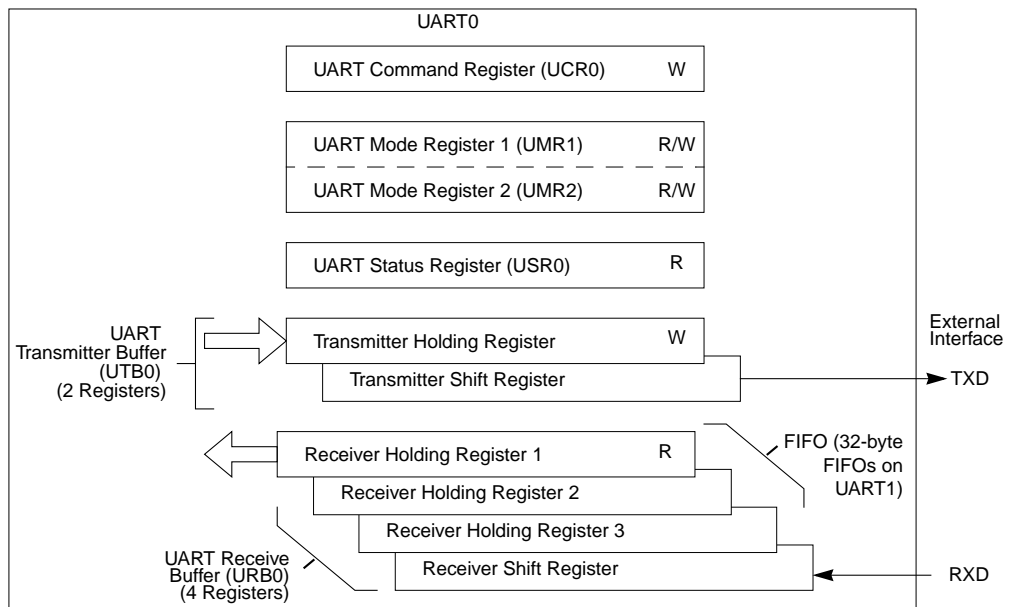 UART0
UART Command Register (UCR0) W
UART Mode Register 1 (UMR1) R/W
UART Mode Register 2 (UMR2) R/W
UART Status Register (USR0) R
UART
Transmitter Buffer
(UTB0)
(2 Registers)
Transmitter Holding Register W
Transmitter Shift Register
External
Interface
TXD
Receiver Holding Register 1 R
Receiver Holding Register 2
Receiver Holding Register 3
Receiver Shift Register
FIFO (32-byte
FIFOs on
UART1)
UART Receive
Buffer (URB0)
(4 Registers)
RXD